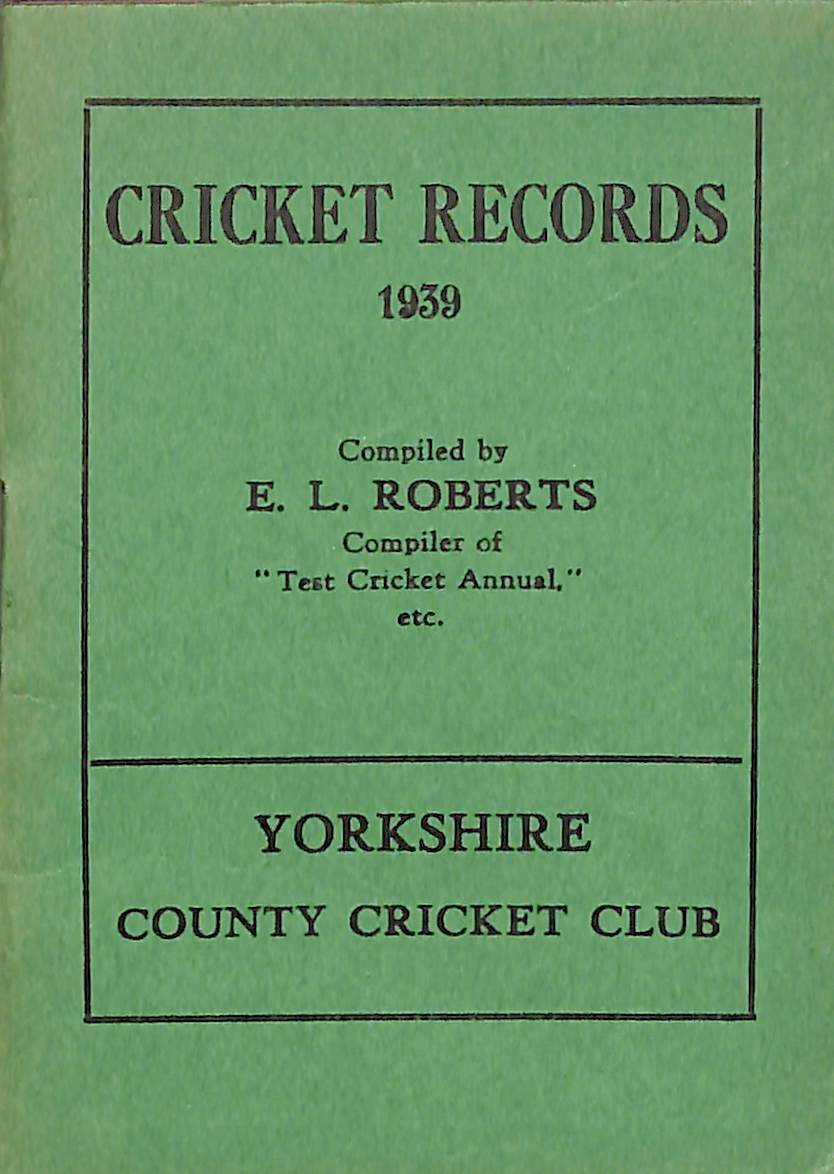 CRICKET RECORDS
1939
Compiled by
E. L. ROBERTS
Compiler of
"Test Cricket Annual,"
etc.
YORKSHIRE
COUNTY CRICKET CLUB